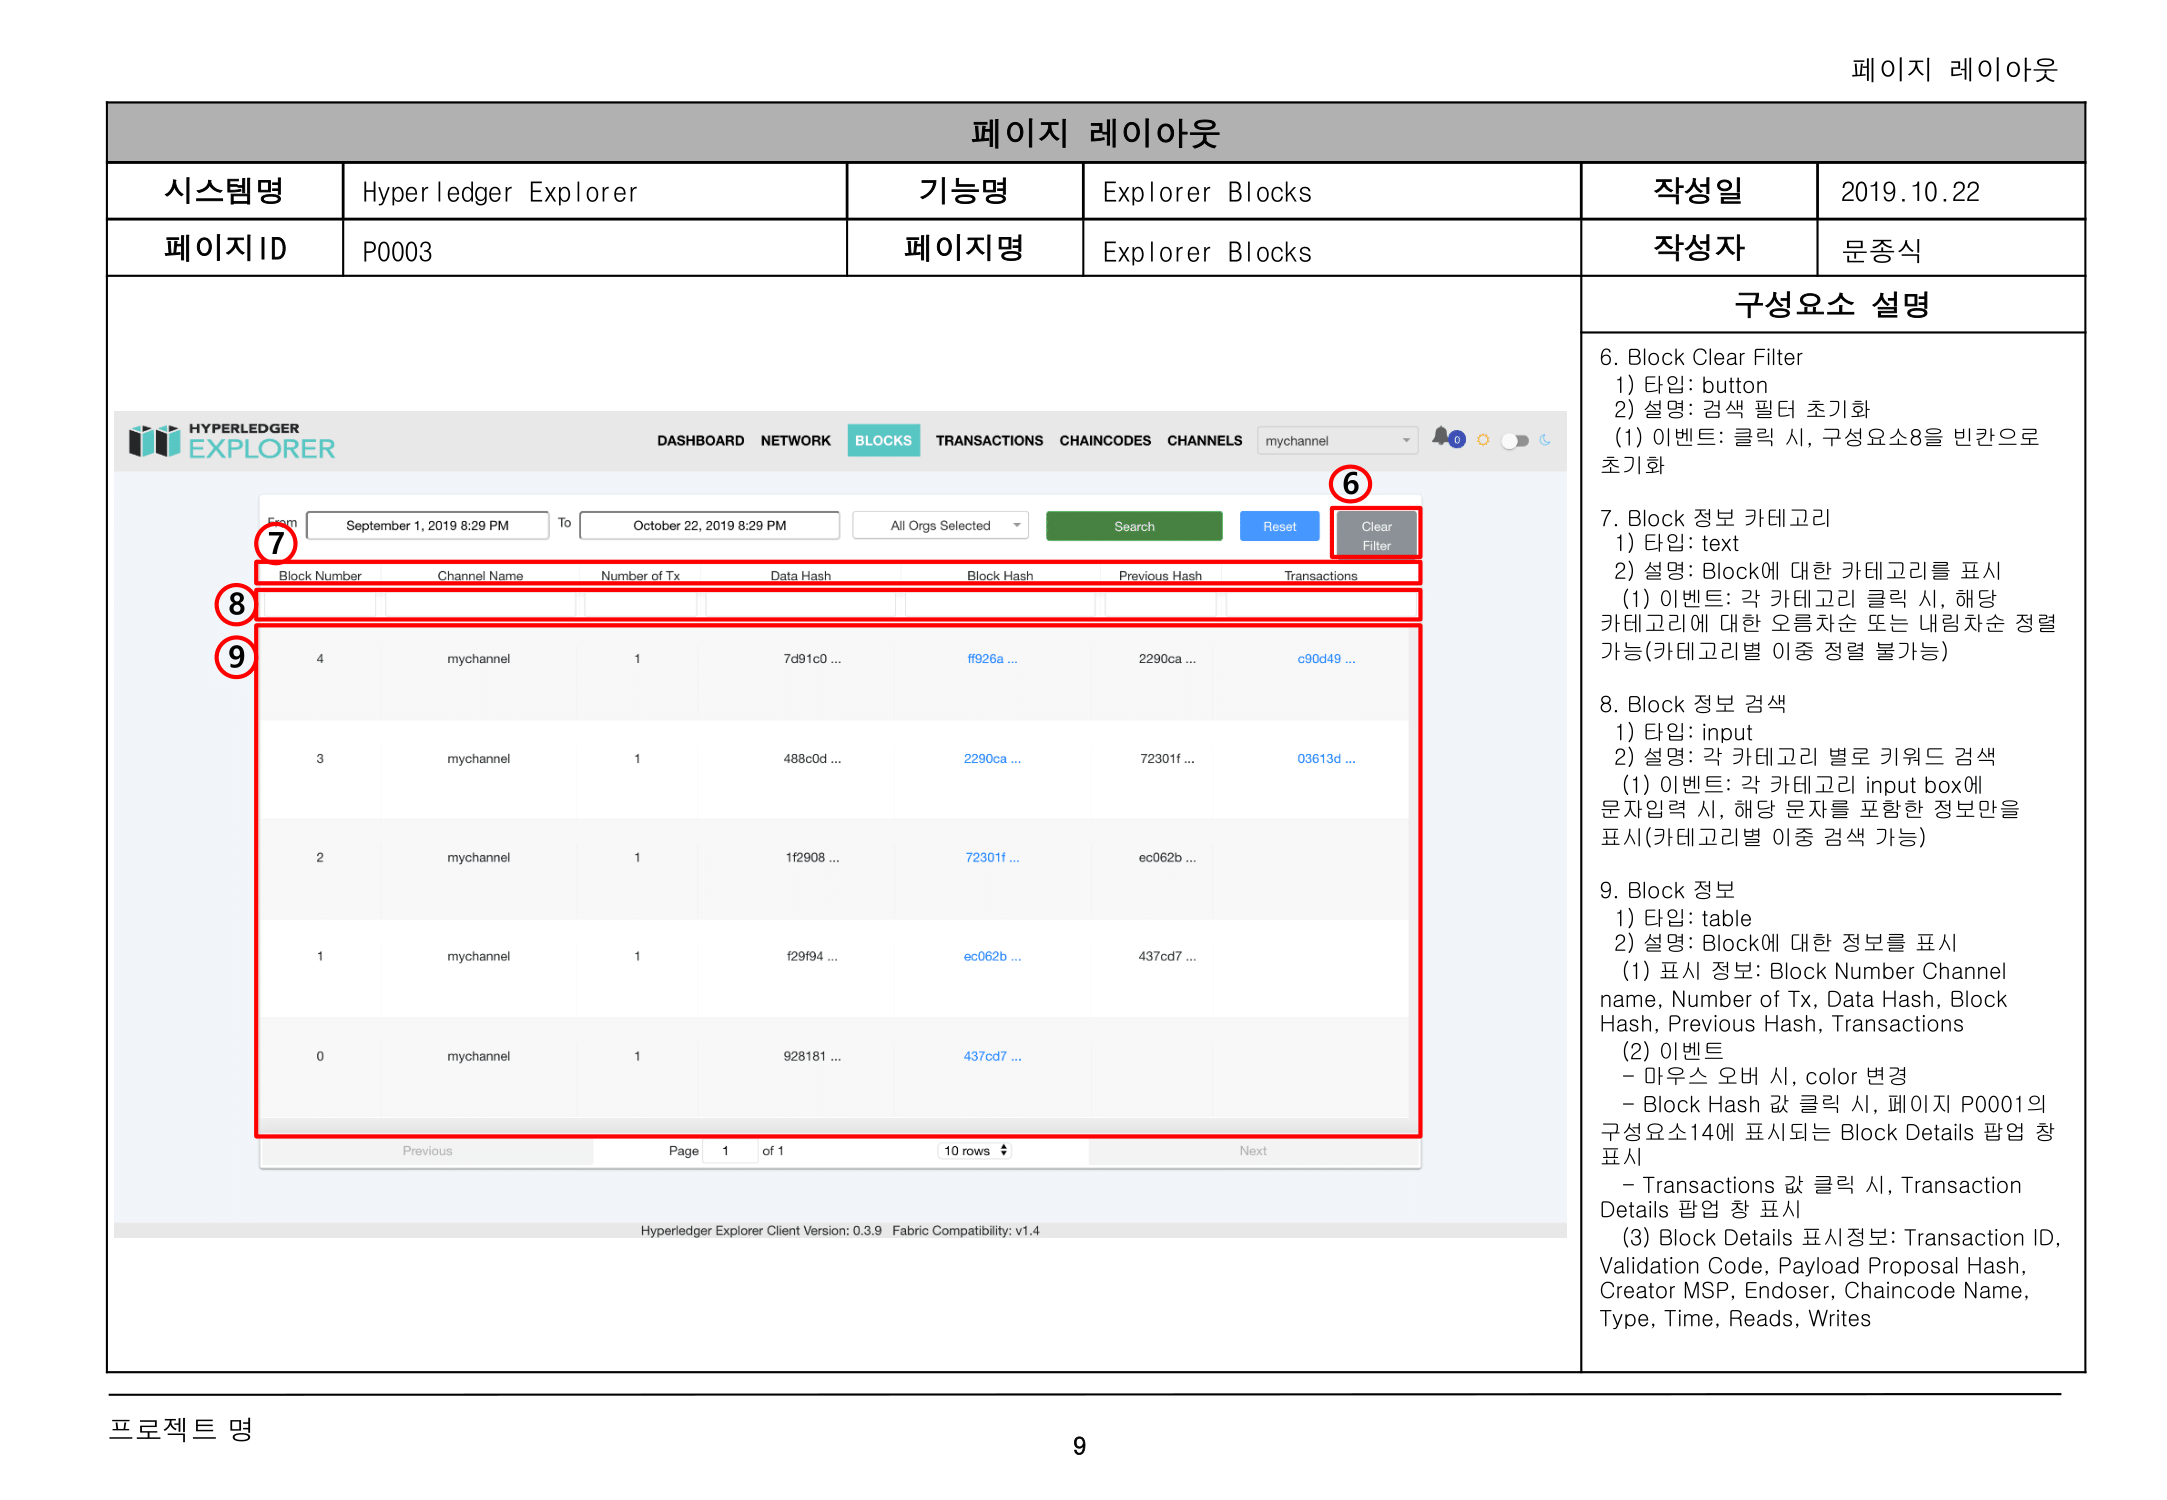 페이지 레이아웃
페이지 레이아웃
시스템명 Hyperledger Explorer 기능명 Explorer Blocks 작성일 2019.10.22
페이지ID P0003 페이지명 Explorer Blocks 작성자 문종식
HYPERLEDGER
EXPLORER
DASHBOARD NETWORK BLOCKS TRANSACTIONS CHAINCODES CHANNELS mychannel 0
6
From September 1, 2019 8:29 PM To October 22, 2019 8:29 PM All Orgs Selected Search Reset Clear
Filter
7
Block Number Channel Name Number of Tx Data Hash Block Hash Previous Hash Transactions
8
9
4 mychannel 1 7d91c0 ... ff926a ... 2290ca ... c90d49 ...
3 mychannel 1 488c0d ... 2290ca ... 72301f ... 03613d ...
2 mychannel 1 1f2908 ... 72301f ... ec062b ...
1 mychannel 1 f29f94 ... ec062b ... 437cd7 ...
0 mychannel 1 928181 ... 437cd7 ...
Previous Page 1 of 1 10 rows Next
Hyperledger Explorer Client Version: 0.3.9 Fabric Compatibility: v1.4
구성요소 설명
6. Block Clear Filter
1) 타입: button
2) 설명: 검색 필터 초기화
(1) 이벤트: 클릭 시, 구성요소8을 빈칸으로
초기화
7. Block 정보 카테고리
1) 타입: text
2) 설명: Block에 대한 카테고리를 표시
(1) 이벤트: 각 카테고리 클릭 시, 해당
카테고리에 대한 오름차순 또는 내림차순 정렬
가능(카테고리별 이중 정렬 불가능)
8. Block 정보 검색
1) 타입: input
2) 설명: 각 카테고리 별로 키워드 검색
(1) 이벤트: 각 카테고리 input box에
문자입력 시, 해당 문자를 포함한 정보만을
표시(카테고리별 이중 검색 가능)
9. Block 정보
1) 타입: table
2) 설명: Block에 대한 정보를 표시
(1) 표시 정보: Block Number Channel
name, Number of Tx, Data Hash, Block
Hash, Previous Hash, Transactions
(2) 이벤트
- 마우스 오버 시, color 변경
- Block Hash 값 클릭 시, 페이지 P0001의
구성요소14에 표시되는 Block Details 팝업 창
표시
- Transactions 값 클릭 시, Transaction
Details 팝업 창 표시
(3) Block Details 표시정보: Transaction ID,
Validation Code, Payload Proposal Hash,
Creator MSP, Endoser, Chaincode Name,
Type, Time, Reads, Writes
프로젝트 명
9